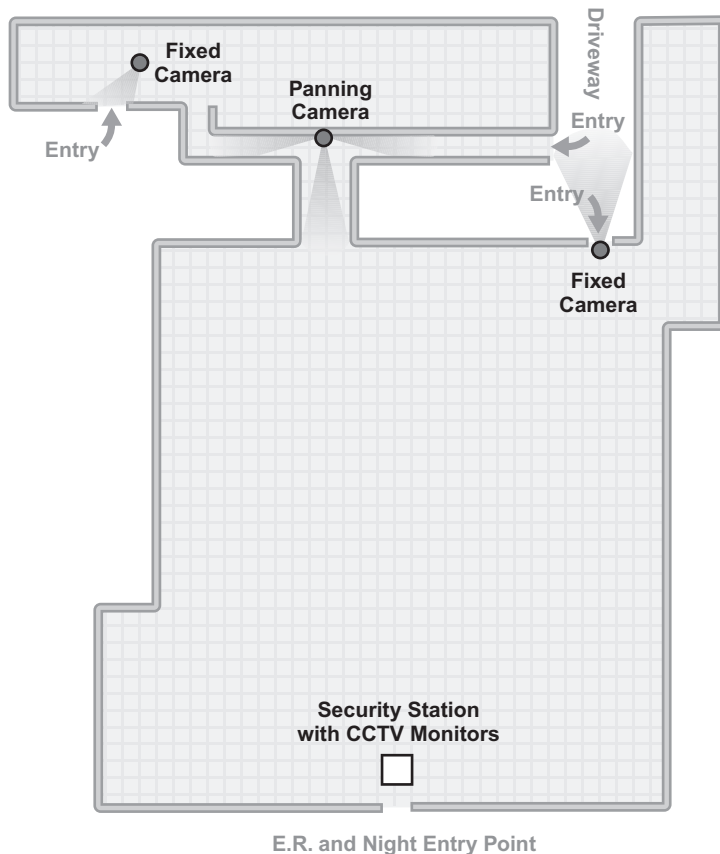 Driveway
Fixed
Camera
Panning
Camera
Entry
Entry
Entry
Fixed
Camera
Security Station
with CCTV Monitors
E.R. and Night Entry Point